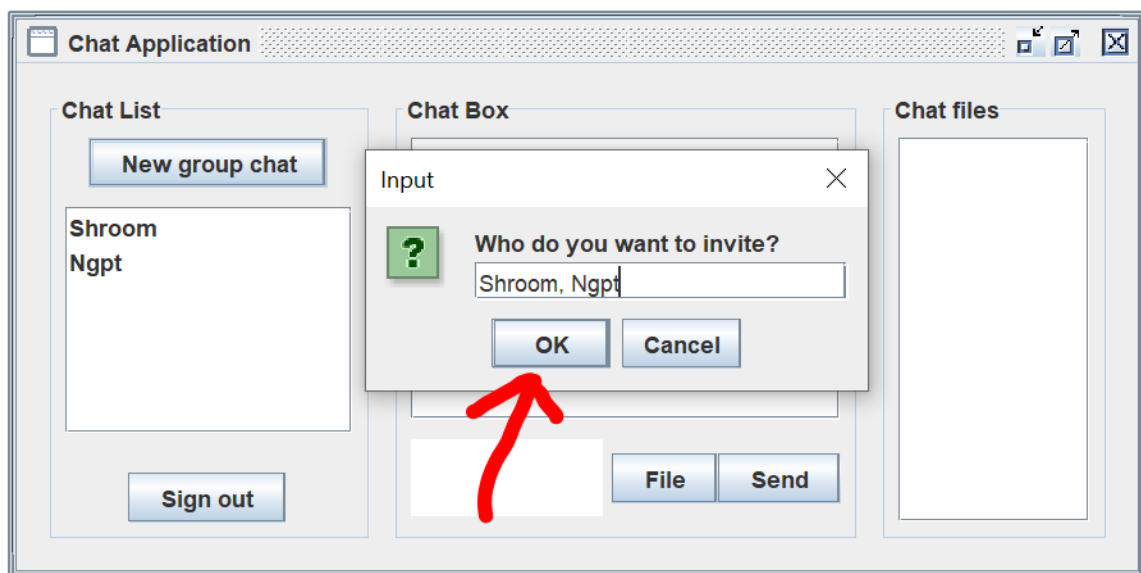 Chat Application
Chat List
New group chat
Shroom
Ngpt
Sign out
Chat Box
Input
?
Who do you want to invite?
Shroom, Ngpt
OK
Cancel
File
Send
Chat files